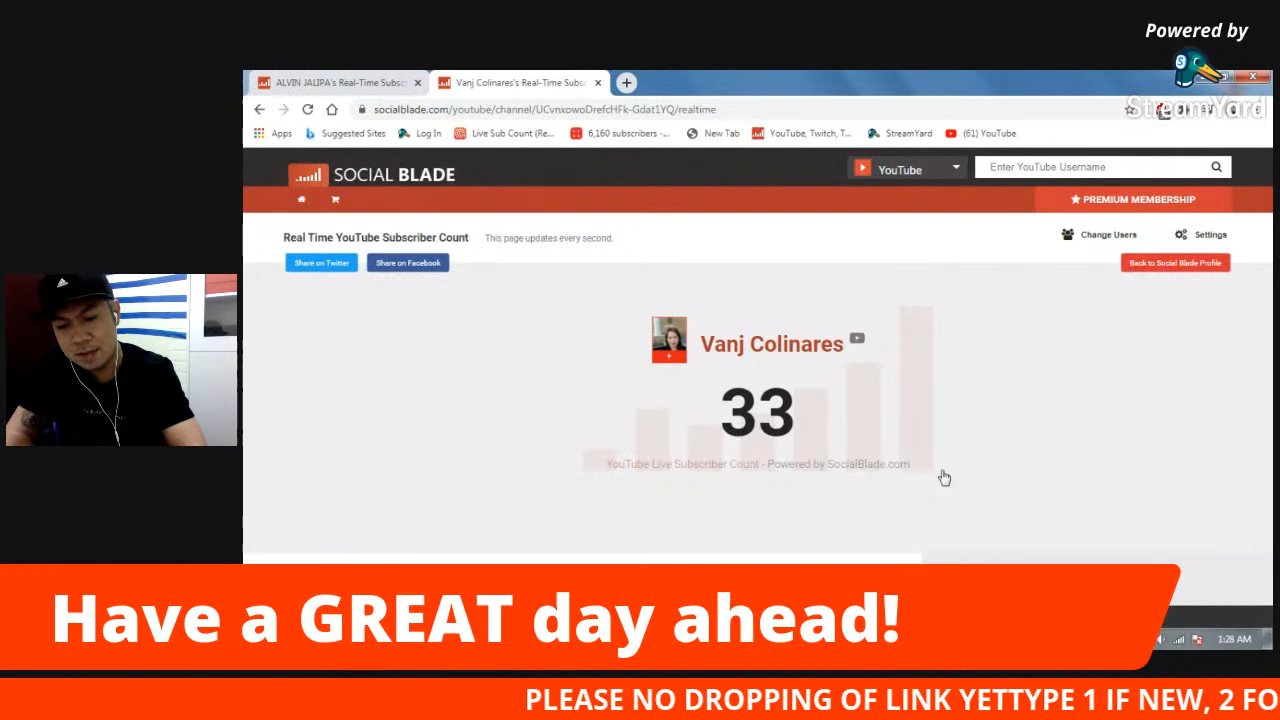 Powered by
StreamYard
ALVIN JALIPA's Real-Time Subsc
Vanj Colinares's Real-Time Subs
socialblade.com/youtube/channel/UCvnxowoDrefcHFk-Gdat1YQ/realtime
Apps Suggested Sites Log In Live Sub Count (Re... 6,160 subscribers -... New Tab YouTube, Twitch, T... StreamYard (61) YouTube
SOCIAL BLADE
YouTube
Enter YouTube Username
PREMIUM MEMBERSHIP
Real Time YouTube Subscriber Count This page updates every second.
Change Users Settings
Share on Twitter Share on Facebook
Back to Social Blade Profile
Vanj Colinares
33
YouTube Live Subscriber Count - Powered by SocialBlade.com
Have a GREAT day ahead!
1:28 AM
PLEASE NO DROPPING OF LINK YETTYPE 1 IF NEW, 2 FO